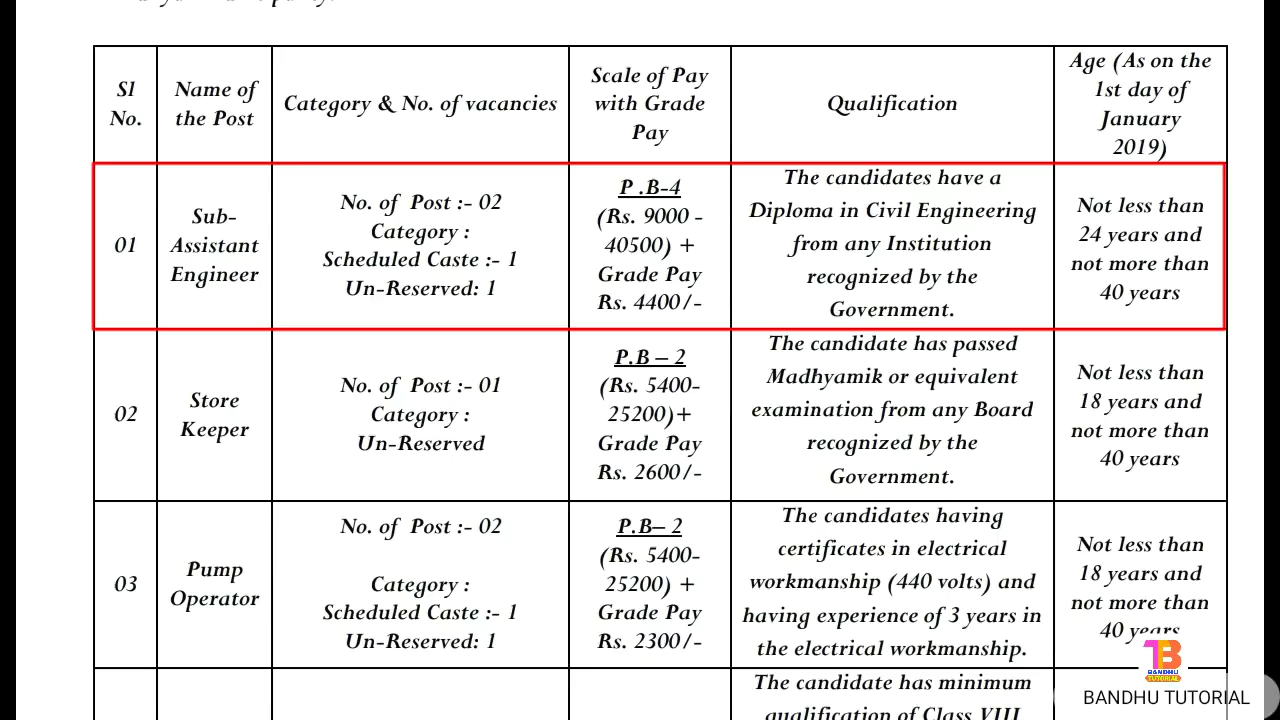 Sl
No.
Name of
the Post
Category & No. of vacancies
Scale of Pay
with Grade
Pay
Qualification
Age (As on the
1st day of
January
2019)
01
Sub-
Assistant
Engineer
No. of Post :- 02
Category :
Scheduled Caste :- 1
Un-Reserved: 1
P .B-4
(Rs. 9000 -
40500) +
Grade Pay
Rs. 4400/-
The candidates have a
Diploma in Civil Engineering
from any Institution
recognized by the
Government.
Not less than
24 years and
not more than
40 years
02
Store
Keeper
No. of Post :- 01
Category :
Un-Reserved
P.B – 2
(Rs. 5400-
25200)+
Grade Pay
Rs. 2600/-
The candidate has passed
Madhyamik or equivalent
examination from any Board
recognized by the
Government.
Not less than
18 years and
not more than
40 years
03
Pump
Operator
No. of Post :- 02
Category :
Scheduled Caste :- 1
Un-Reserved: 1
P.B– 2
(Rs. 5400-
25200) +
Grade Pay
Rs. 2300/-
The candidates having
certificates in electrical
workmanship (440 volts) and
having experience of 3 years in
the electrical workmanship.
Not less than
18 years and
not more than
40 years
The candidate has minimum
qualification of Class VIII
TB
BANDHU
TUTORIAL
BANDHU TUTORIAL